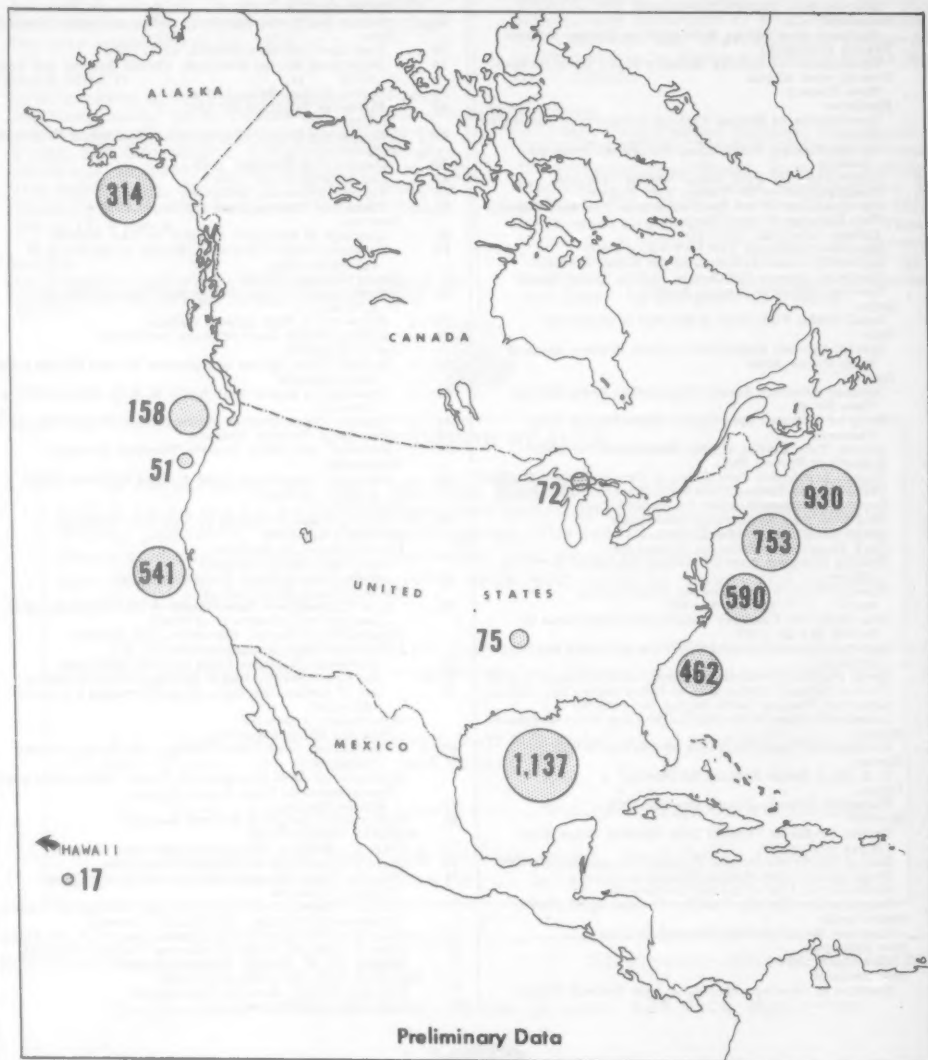 ALASKA
314
CANADA
158
51
72
930
753
541
590
UNITED STATES
75
462
MEXICO
1,137
HAWAII
17
Preliminary Data